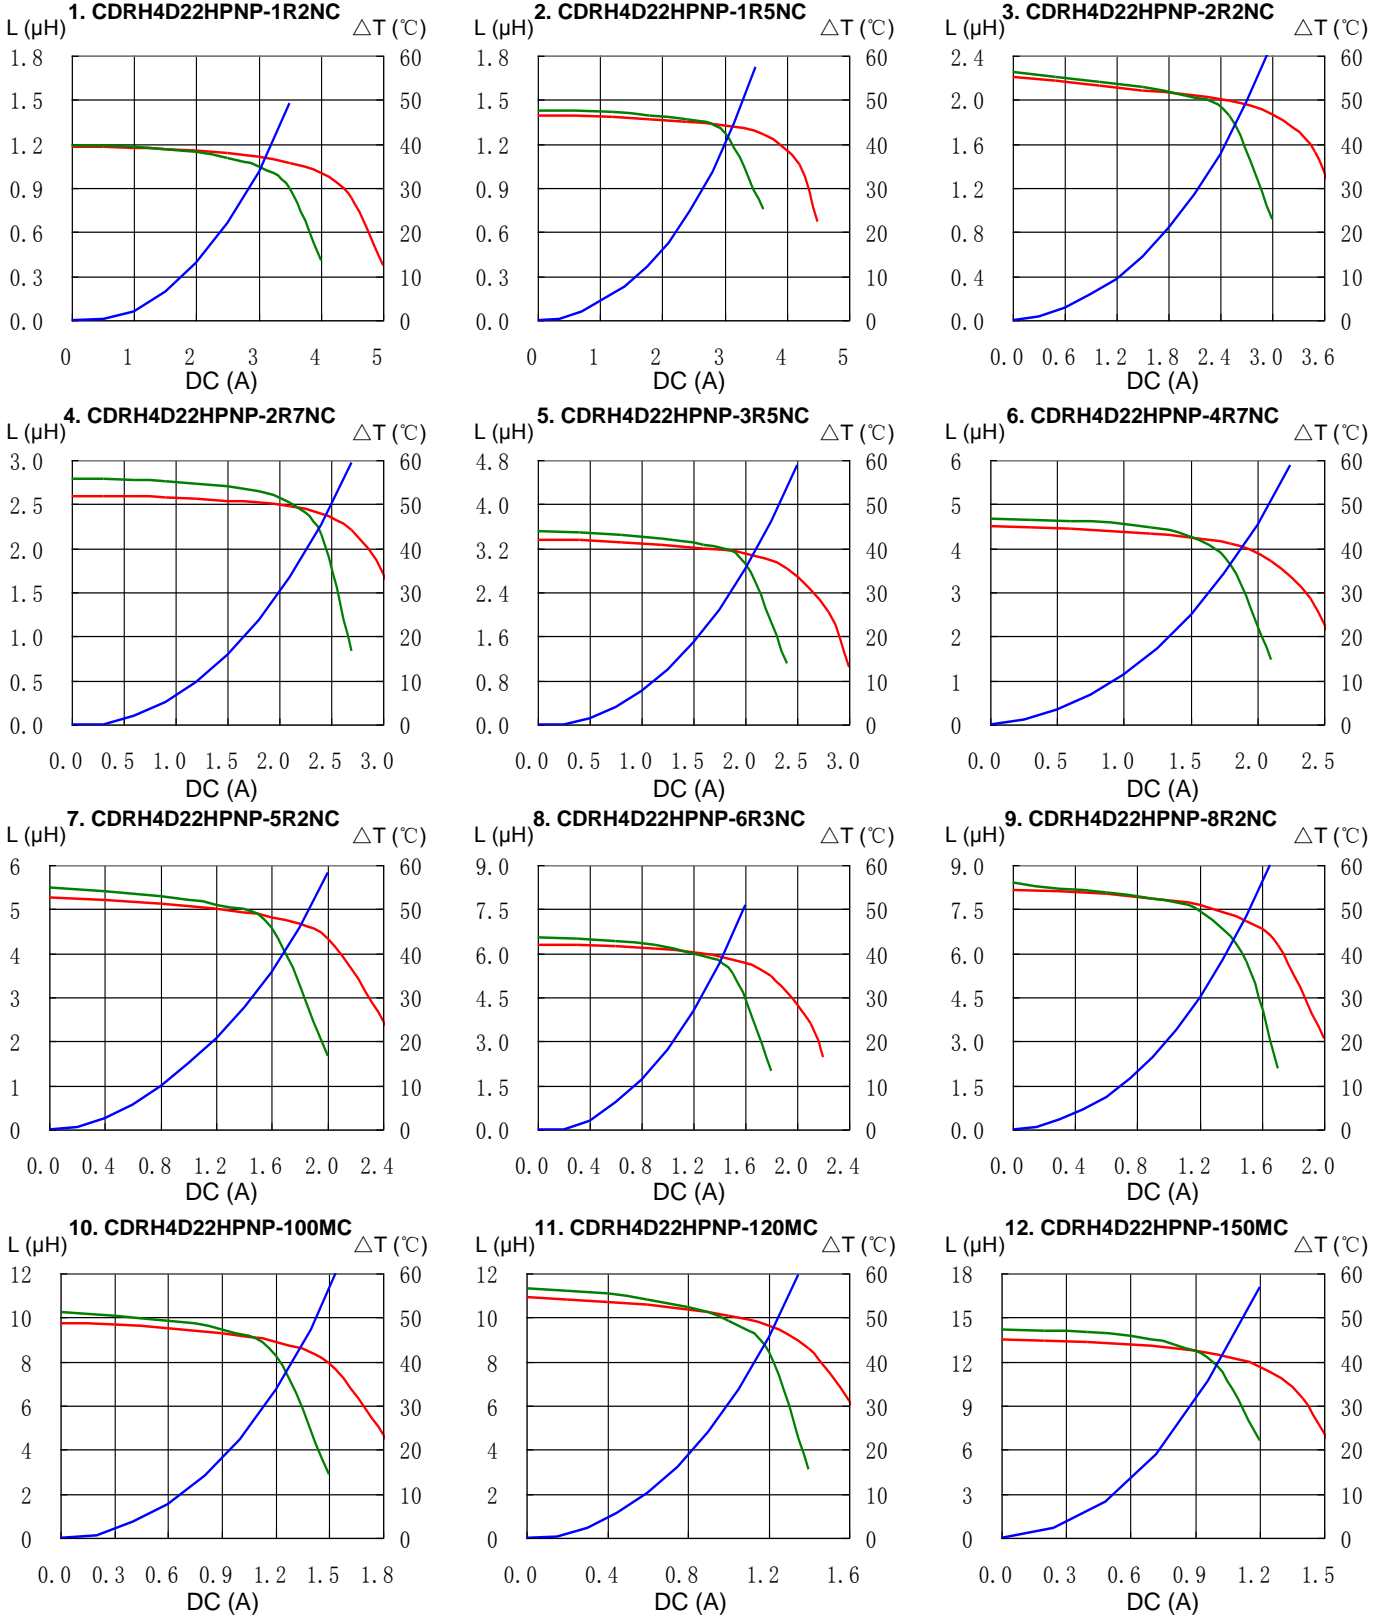 1. CDRH4D22HPNP-1R2NC
L (µH)
△T (℃)
1.8
1.5
1.2
0.9
0.6
0.3
0.0
60
50
40
30
20
10
0
0 1 2 3 4 5
DC (A)
2. CDRH4D22HPNP-1R5NC
L (µH)
△T (℃)
1.8
1.5
1.2
0.9
0.6
0.3
0.0
60
50
40
30
20
10
0
0 1 2 3 4 5
DC (A)
3. CDRH4D22HPNP-2R2NC
L (µH)
△T (℃)
2.4
2.0
1.6
1.2
0.8
0.4
0.0
60
50
40
30
20
10
0
0.0 0.6 1.2 1.8 2.4 3.0 3.6
DC (A)
4. CDRH4D22HPNP-2R7NC
L (µH)
△T (℃)
3.0
2.5
2.0
1.5
1.0
0.5
0.0
60
50
40
30
20
10
0
0.0 0.5 1.0 1.5 2.0 2.5 3.0
DC (A)
5. CDRH4D22HPNP-3R5NC
L (µH)
△T (℃)
4.8
4.0
3.2
2.4
1.6
0.8
0.0
60
50
40
30
20
10
0
0.0 0.5 1.0 1.5 2.0 2.5 3.0
DC (A)
6. CDRH4D22HPNP-4R7NC
L (µH)
△T (℃)
6
5
4
3
2
1
0
60
50
40
30
20
10
0
0.0 0.5 1.0 1.5 2.0 2.5
DC (A)
7. CDRH4D22HPNP-5R2NC
L (µH)
△T (℃)
6
5
4
3
2
1
0
60
50
40
30
20
10
0
0.0 0.4 0.8 1.2 1.6 2.0 2.4
DC (A)
8. CDRH4D22HPNP-6R3NC
L (µH)
△T (℃)
9.0
7.5
6.0
4.5
3.0
1.5
0.0
60
50
40
30
20
10
0
0.0 0.4 0.8 1.2 1.6 2.0 2.4
DC (A)
9. CDRH4D22HPNP-8R2NC
L (µH)
△T (℃)
9.0
7.5
6.0
4.5
3.0
1.5
0.0
60
50
40
30
20
10
0
0.0 0.4 0.8 1.2 1.6 2.0
DC (A)
10. CDRH4D22HPNP-100MC
L (µH)
△T (℃)
12
10
8
6
4
2
0
60
50
40
30
20
10
0
0.0 0.3 0.6 0.9 1.2 1.5 1.8
DC (A)
11. CDRH4D22HPNP-120MC
L (µH)
△T (℃)
12
10
8
6
4
2
0
60
50
40
30
20
10
0
0.0 0.4 0.8 1.2 1.6
DC (A)
12. CDRH4D22HPNP-150MC
L (µH)
△T (℃)
18
15
12
9
6
3
0
60
50
40
30
20
10
0
0.0 0.3 0.6 0.9 1.2 1.5
DC (A)